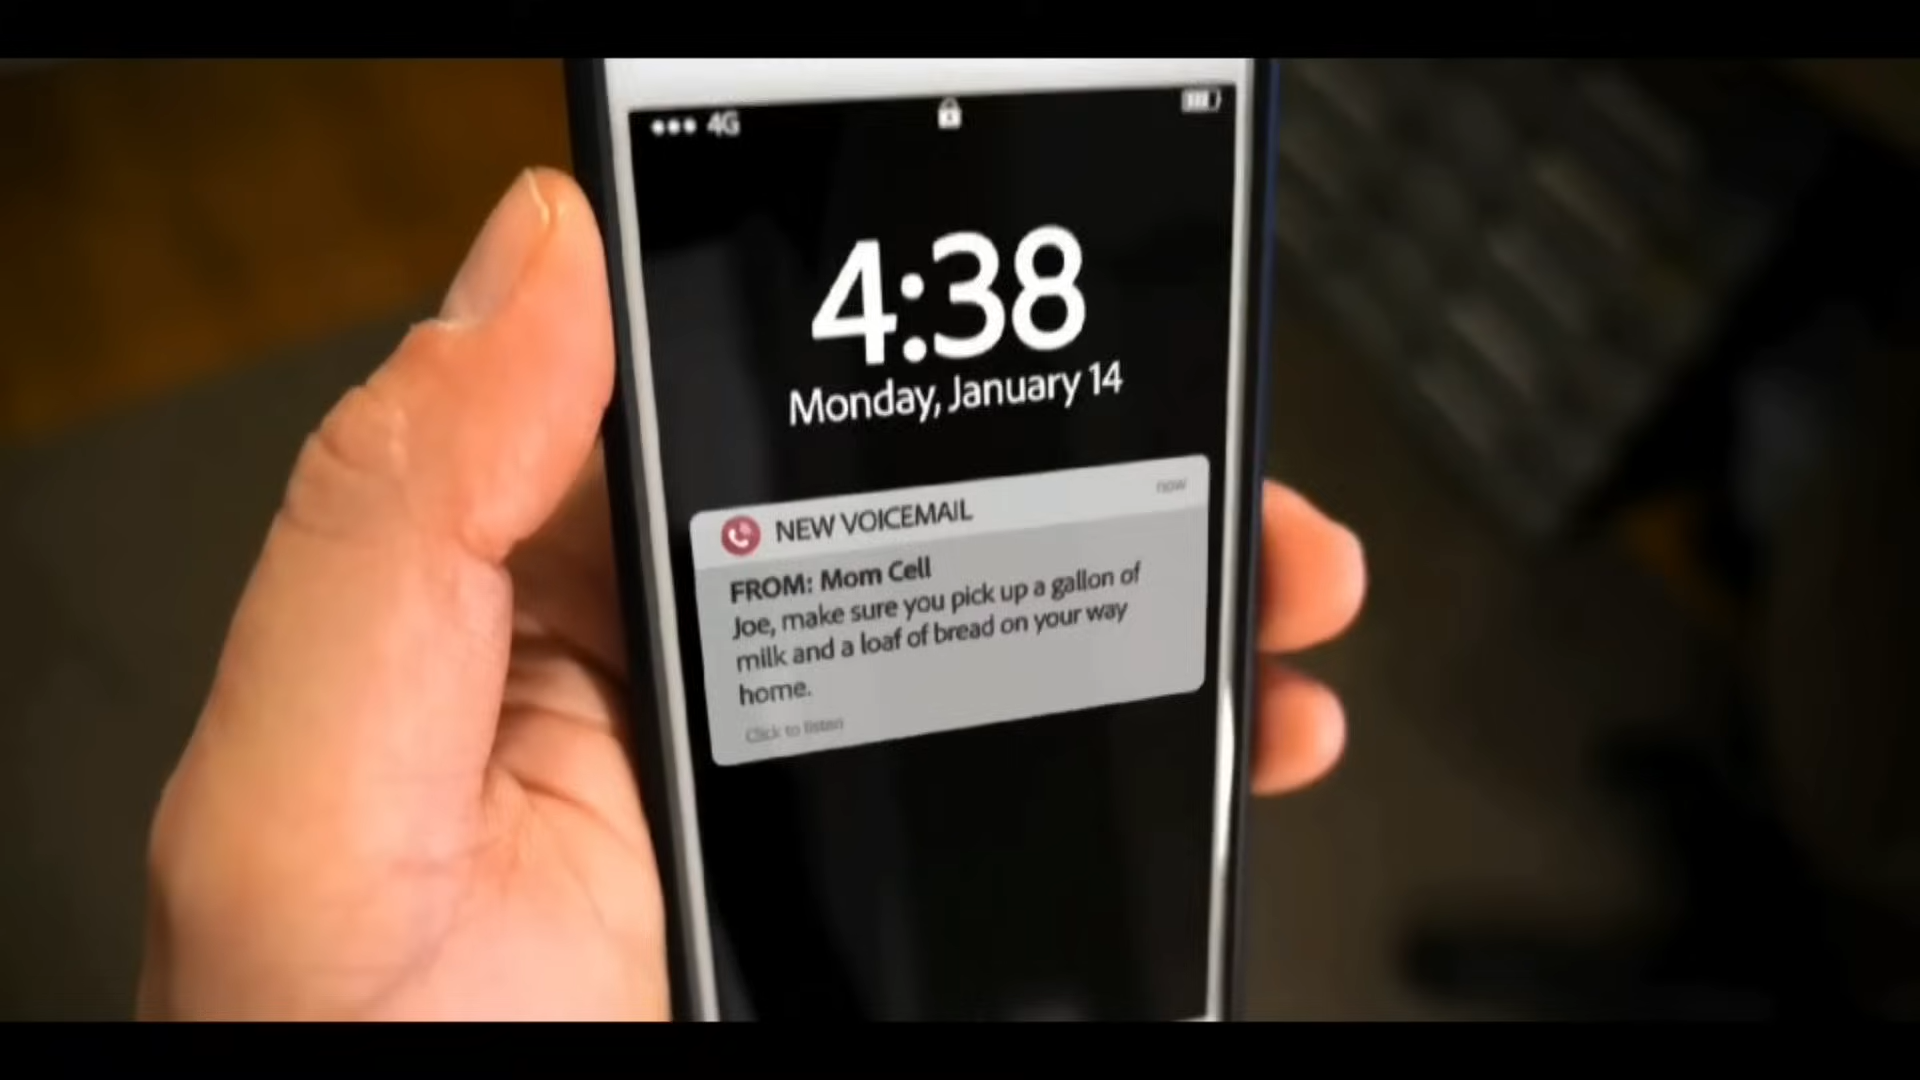 4G
4:38
Monday, January 14
NEW VOICEMAIL
now
FROM: Mom Cell
Joe, make sure you pick up a gallon of
milk and a loaf of bread on your way
home.
Click to listen